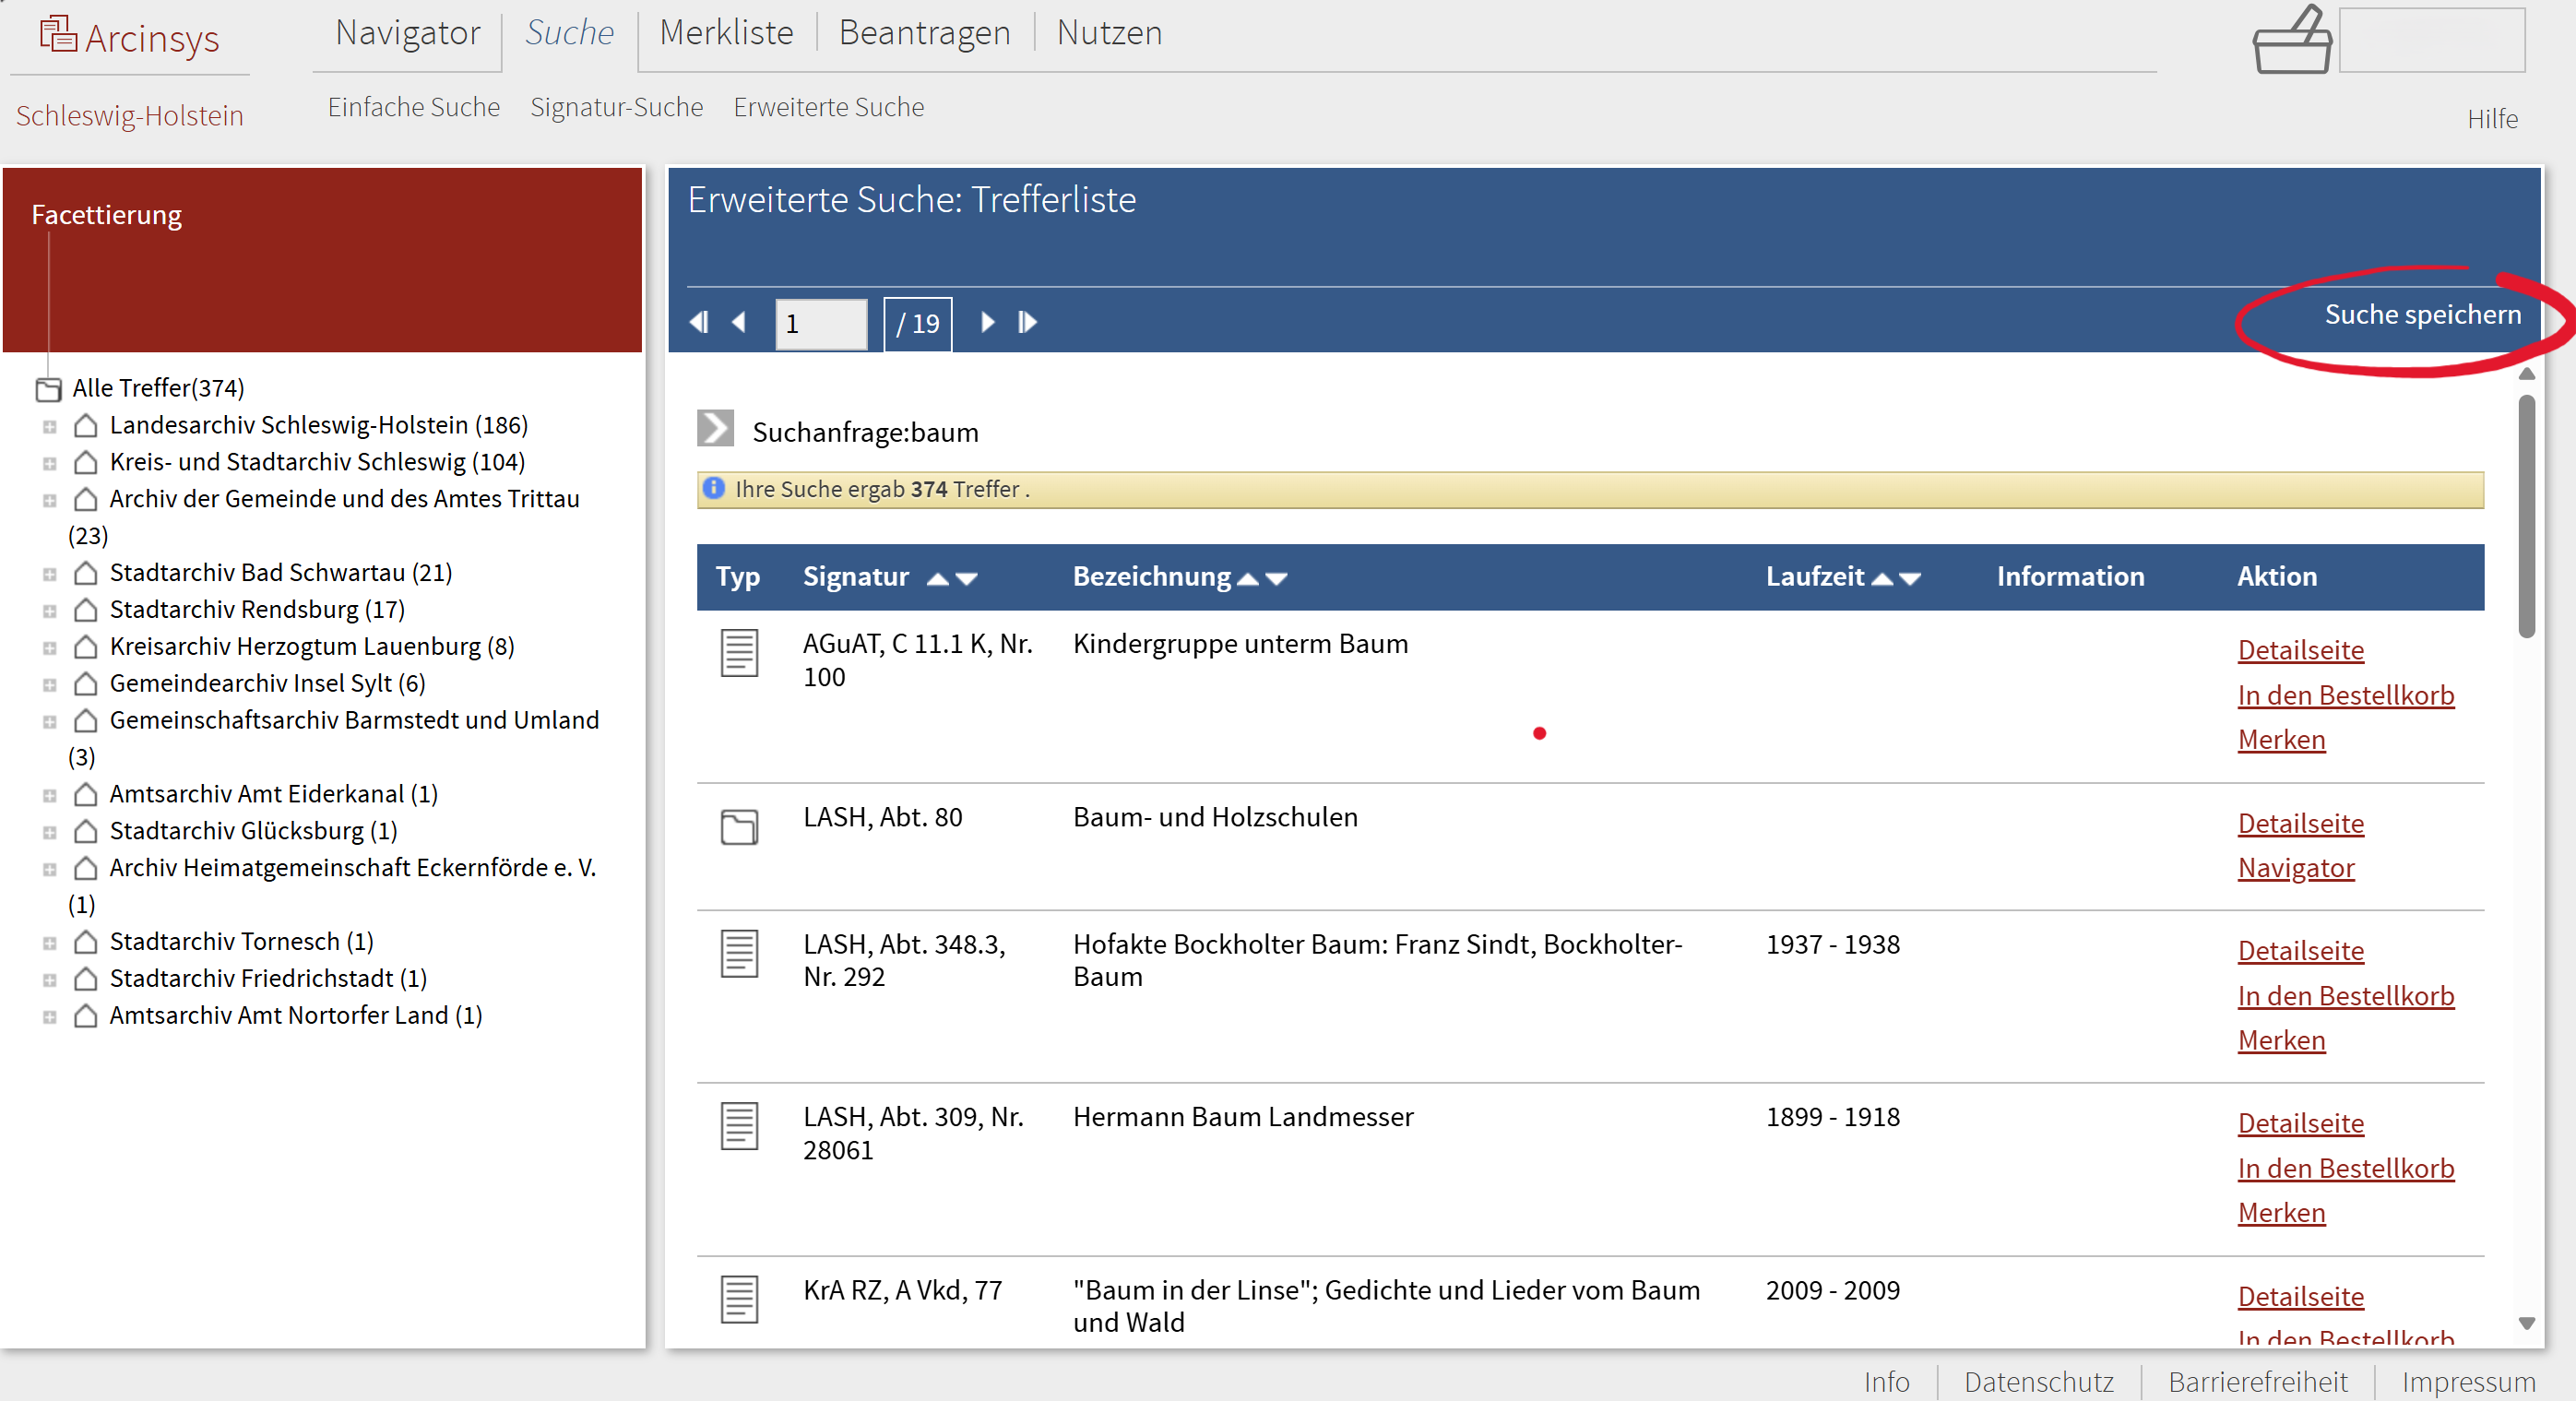 Arcinsys
Schleswig-Holstein
Navigator
Suche
Merkliste
Beantragen
Nutzen
Einfache Suche
Signatur-Suche
Erweiterte Suche
Hilfe
Facettierung
Alle Treffer(374)
Landesarchiv Schleswig-Holstein (186)
Kreis- und Stadtarchiv Schleswig (104)
Archiv der Gemeinde und des Amtes Trittau
(23)
Stadtarchiv Bad Schwartau (21)
Stadtarchiv Rendsburg (17)
Kreisarchiv Herzogtum Lauenburg (8)
Gemeindearchiv Insel Sylt (6)
Gemeinschaftsarchiv Barmstedt und Umland
(3)
Amtsarchiv Amt Eiderkanal (1)
Stadtarchiv Glücksburg (1)
Archiv Heimatgemeinschaft Eckernförde e. V.
(1)
Stadtarchiv Tornesch (1)
Stadtarchiv Friedrichstadt (1)
Amtsarchiv Amt Nortorfer Land (1)
Erweiterte Suche: Trefferliste
1 / 19
Suche speichern
Suchanfrage:baum
Ihre Suche ergab 374 Treffer .
Typ Signatur Bezeichnung Laufzeit Information Aktion
AGuAT, C 11.1 K, Nr.
100
Kindergruppe unterm Baum
Detailseite
In den Bestellkorb
Merken
LASH, Abt. 80
Baum- und Holzschulen
Detailseite
Navigator
LASH, Abt. 348.3,
Nr. 292
Hofakte Bockholter Baum: Franz Sindt, Bockholter-
Baum
1937 - 1938
Detailseite
In den Bestellkorb
Merken
LASH, Abt. 309, Nr.
28061
Hermann Baum Landmesser
1899 - 1918
Detailseite
In den Bestellkorb
Merken
KrA RZ, A Vkd, 77
"Baum in der Linse"; Gedichte und Lieder vom Baum
und Wald
2009 - 2009
Detailseite
In den Bestellkorb
Info
Datenschutz
Barrierefreiheit
Impressum